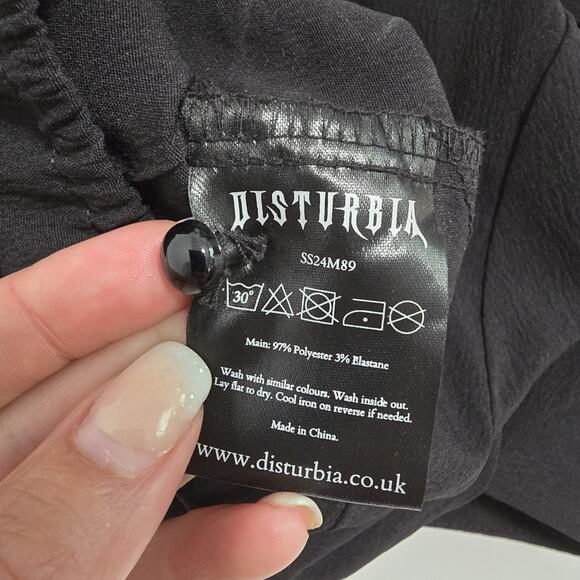 DISTURBIA
SS24M89
30°
Main: 97% Polyester 3% Elastane
Wash with similar colours. Wash inside out.
Lay flat to dry. Cool iron on reverse if needed.
Made in China.
www.disturbia.co.uk